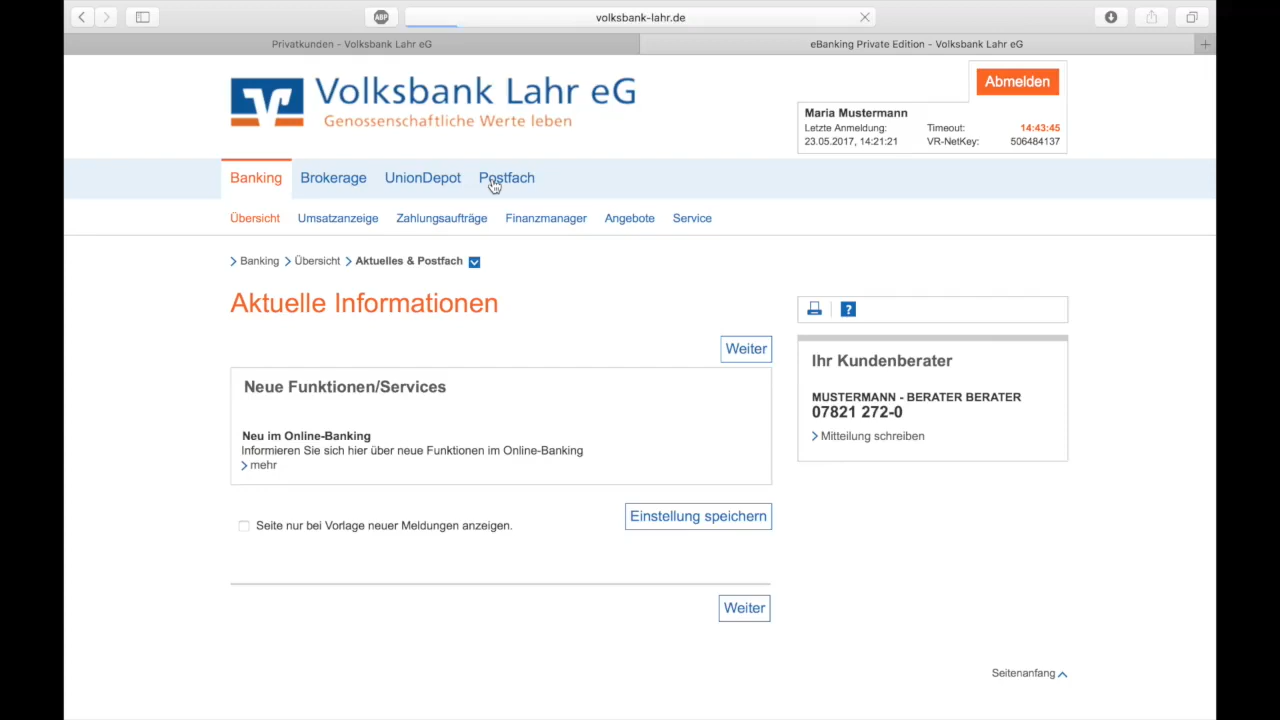 ABP
volksbank-lahr.de
Privatkunden - Volksbank Lahr eG
eBanking Private Edition - Volksbank Lahr eG
Volksbank Lahr eG
Genossenschaftliche Werte leben
Abmelden
Maria Mustermann
Letzte Anmeldung: Timeout: 14:43:45
23.05.2017, 14:21:21 VR-NetKey: 506484137
Banking Brokerage UnionDepot Postfach
Übersicht Umsatzanzeige Zahlungsaufträge Finanzmanager Angebote Service
Banking Übersicht Aktuelles & Postfach
Aktuelle Informationen
?
Weiter
Neue Funktionen/Services
Neu im Online-Banking
Informieren Sie sich hier über neue Funktionen im Online-Banking
mehr
Seite nur bei Vorlage neuer Meldungen anzeigen.
Einstellung speichern
Weiter
Ihr Kundenberater
MUSTERMANN - BERATER BERATER
07821 272-0
Mitteilung schreiben
Seitenanfang